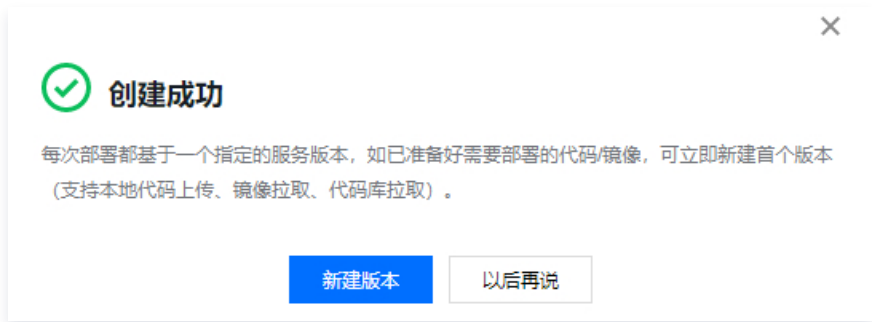 创建成功
每次部署都基于一个指定的服务版本，如已准备好需要部署的代码/镜像，可立即新建首个版本
（支持本地代码上传、镜像拉取、代码库拉取）。
新建版本
以后再说